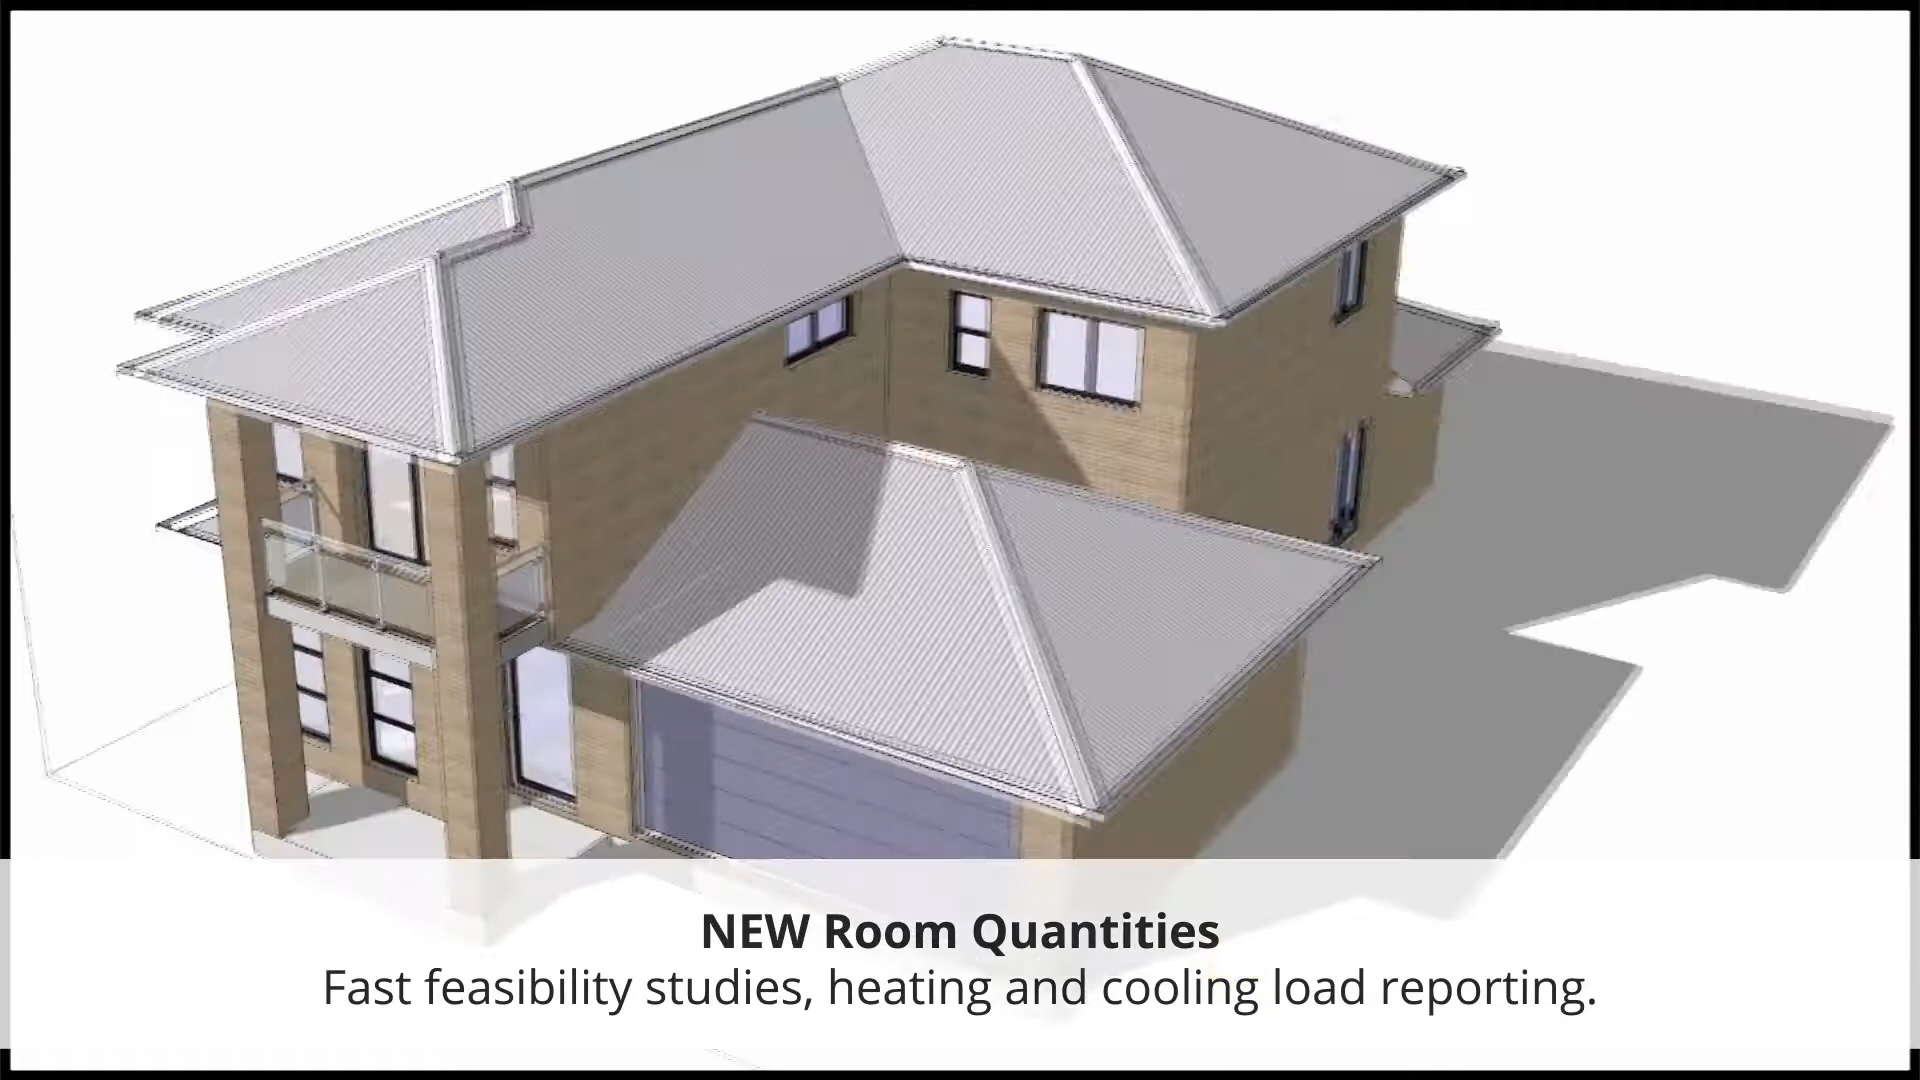 NEW Room Quantities
Fast feasibility studies, heating and cooling load reporting.